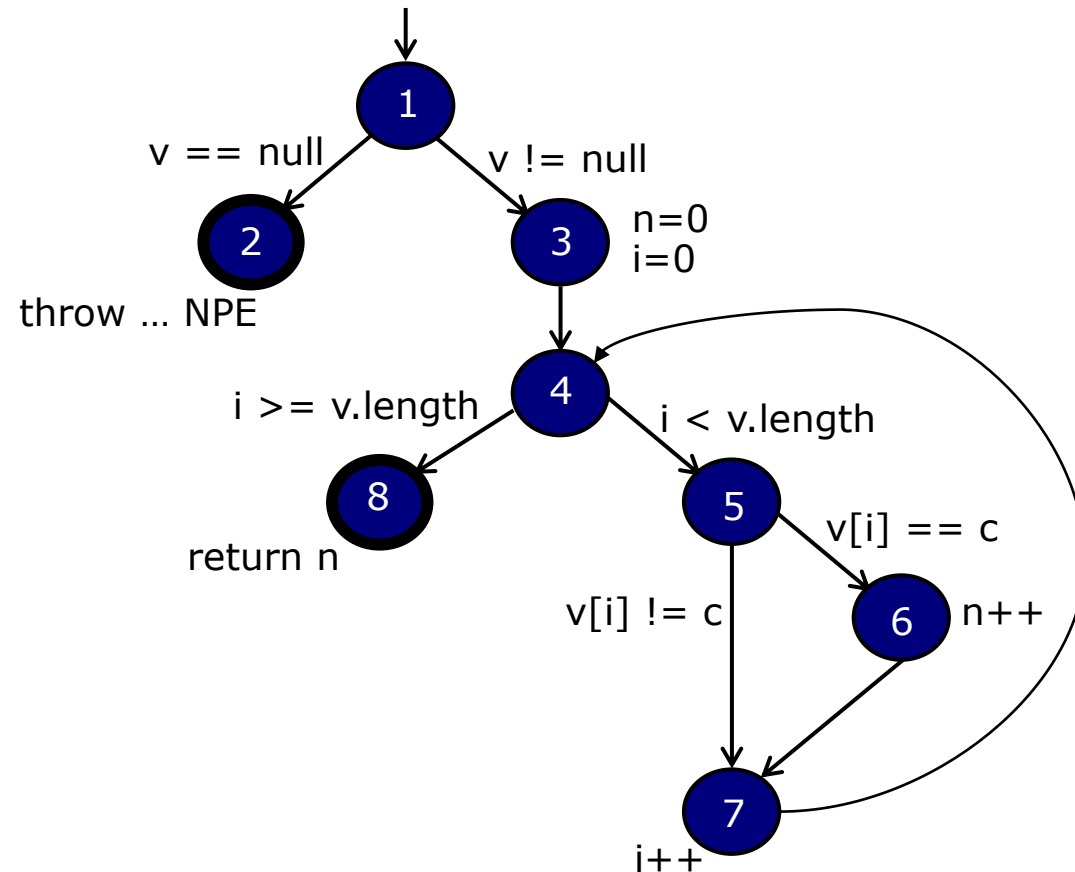 1
v == null
v != null
2
3
n=0
i=0
throw … NPE
4
i >= v.length
i < v.length
8
5
v[i] == c
return n
v[i] != c
6
n++
7
i++